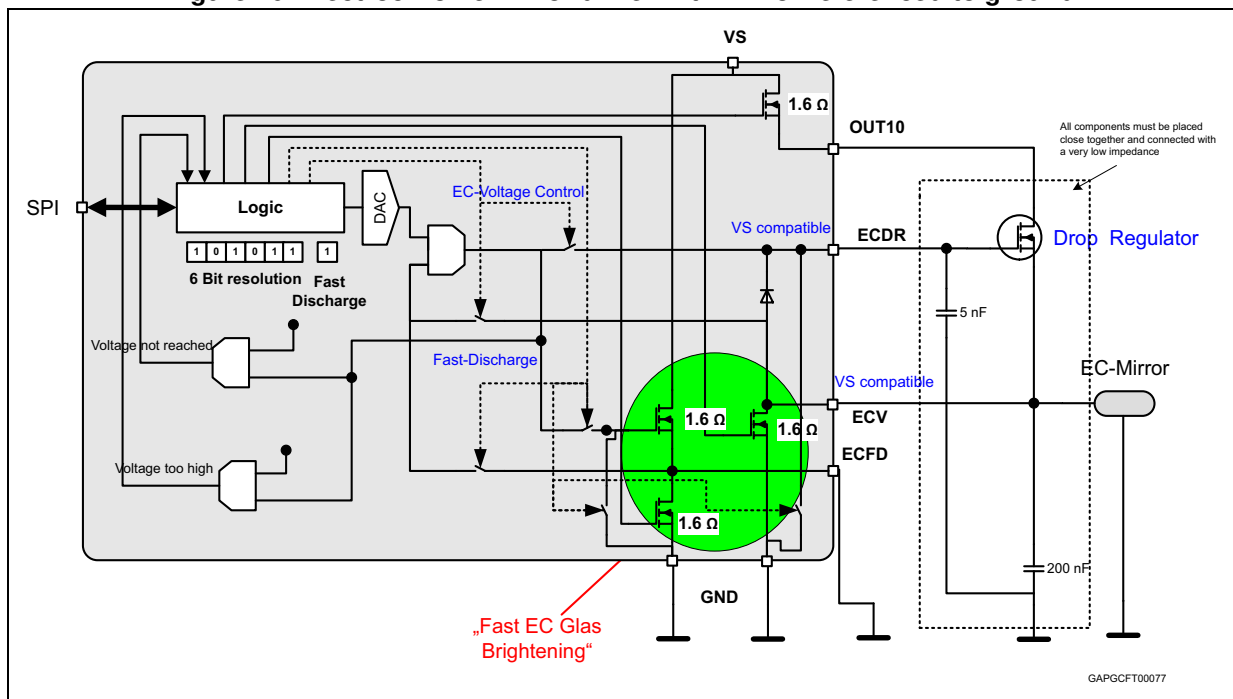 VS
1.6 Ω
OUT10
All components must be placed
close together and connected with
a very low impedance
SPI
Logic
DAC
EC-Voltage Control
VS compatible
ECDR
Drop Regulator
1 0 1 0 1 1
1
6 Bit resolution
Fast
Discharge
5 nF
Voltage not reached
Fast-Discharge
VS compatible
EC-Mirror
ECV
1.6 Ω
1.6 Ω
ECFD
Voltage too high
1.6 Ω
200 nF
GND
„Fast EC Glas
Brightening“
GAPGCFT00077